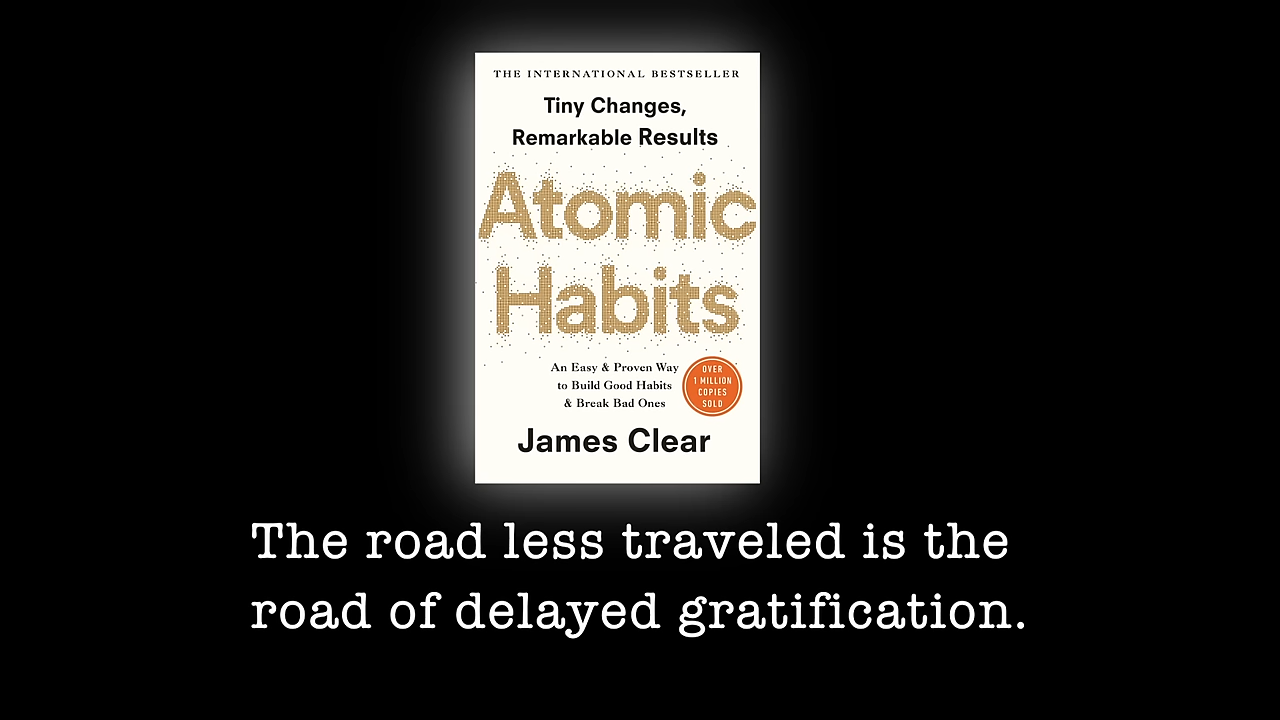 THE INTERNATIONAL BESTSELLER
Tiny Changes,
Remarkable Results
Atomic
Habits
An Easy & Proven Way
to Build Good Habits
& Break Bad Ones
OVER
1 MILLION
COPIES
SOLD
James Clear
The road less traveled is the
road of delayed gratification.